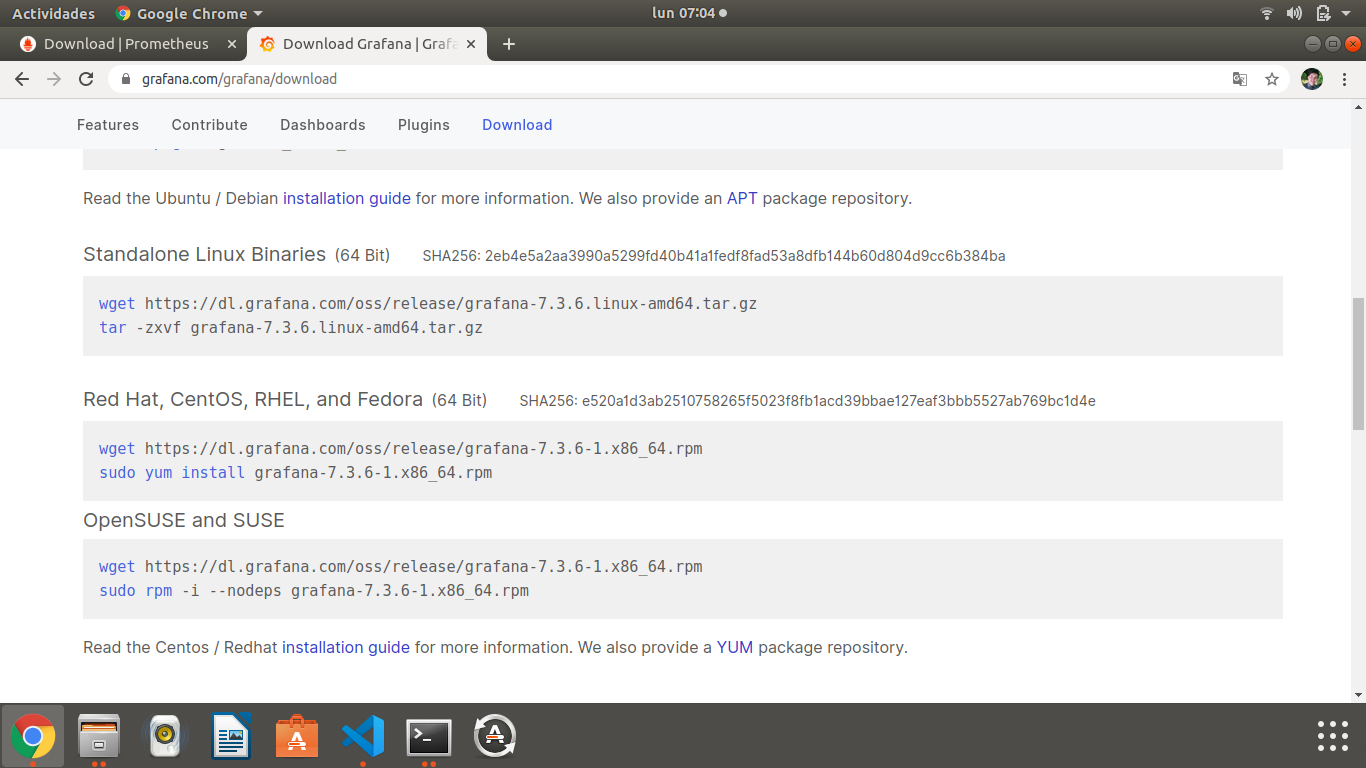 Actividades
Google Chrome
lun 07:04
Download | Prometheus
Download Grafana | Grafa
grafana.com/grafana/download
Features
Contribute
Dashboards
Plugins
Download
Read the Ubuntu / Debian installation guide for more information. We also provide an APT package repository.
Standalone Linux Binaries (64 Bit) SHA256: 2eb4e5a2aa3990a5299fd40b41a1fedf8fad53a8dfb144b60d804d9cc6b384ba
wget https://dl.grafana.com/oss/release/grafana-7.3.6.linux-amd64.tar.gz
tar -zxvf grafana-7.3.6.linux-amd64.tar.gz
Red Hat, CentOS, RHEL, and Fedora (64 Bit) SHA256: e520a1d3ab2510758265f5023f8fb1acd39bbae127eaf3bbb5527ab769bc1d4e
wget https://dl.grafana.com/oss/release/grafana-7.3.6-1.x86_64.rpm
sudo yum install grafana-7.3.6-1.x86_64.rpm
OpenSUSE and SUSE
wget https://dl.grafana.com/oss/release/grafana-7.3.6-1.x86_64.rpm
sudo rpm -i --nodeps grafana-7.3.6-1.x86_64.rpm
Read the Centos / Redhat installation guide for more information. We also provide a YUM package repository.